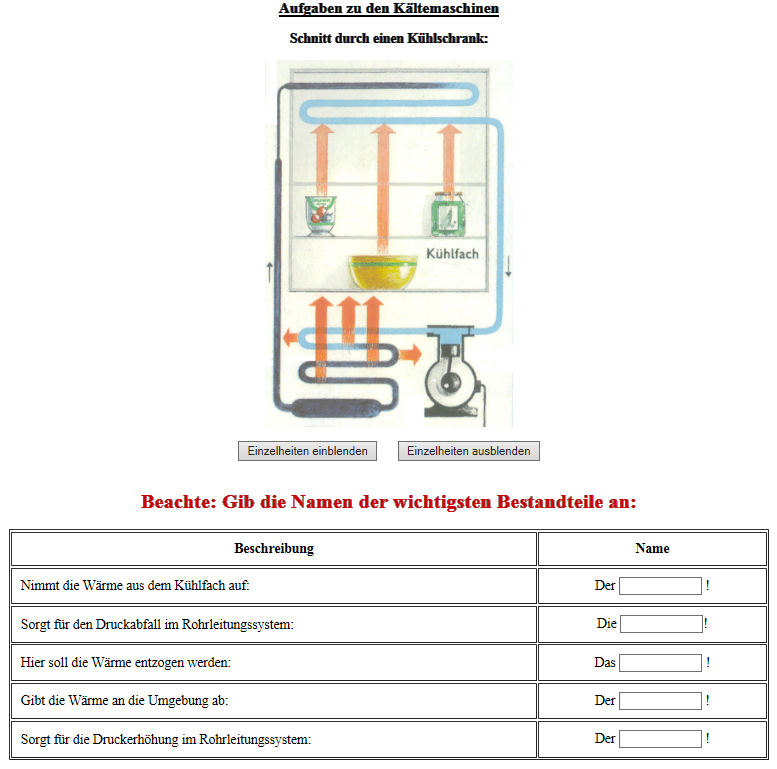 Aufgaben zu den Kältemaschinen
Schnitt durch einen Kühlschrank:
Kühlfach
Einzelheiten einblenden Einzelheiten ausblenden
Beachte: Gib die Namen der wichtigsten Bestandteile an:
Beschreibung Name
Nimmt die Wärme aus dem Kühlfach auf: Der !
Sorgt für den Druckabfall im Rohrleitungssystem: Die !
Hier soll die Wärme entzogen werden: Das !
Gibt die Wärme an die Umgebung ab: Der !
Sorgt für die Druckerhöhung im Rohrleitungssystem: Der !